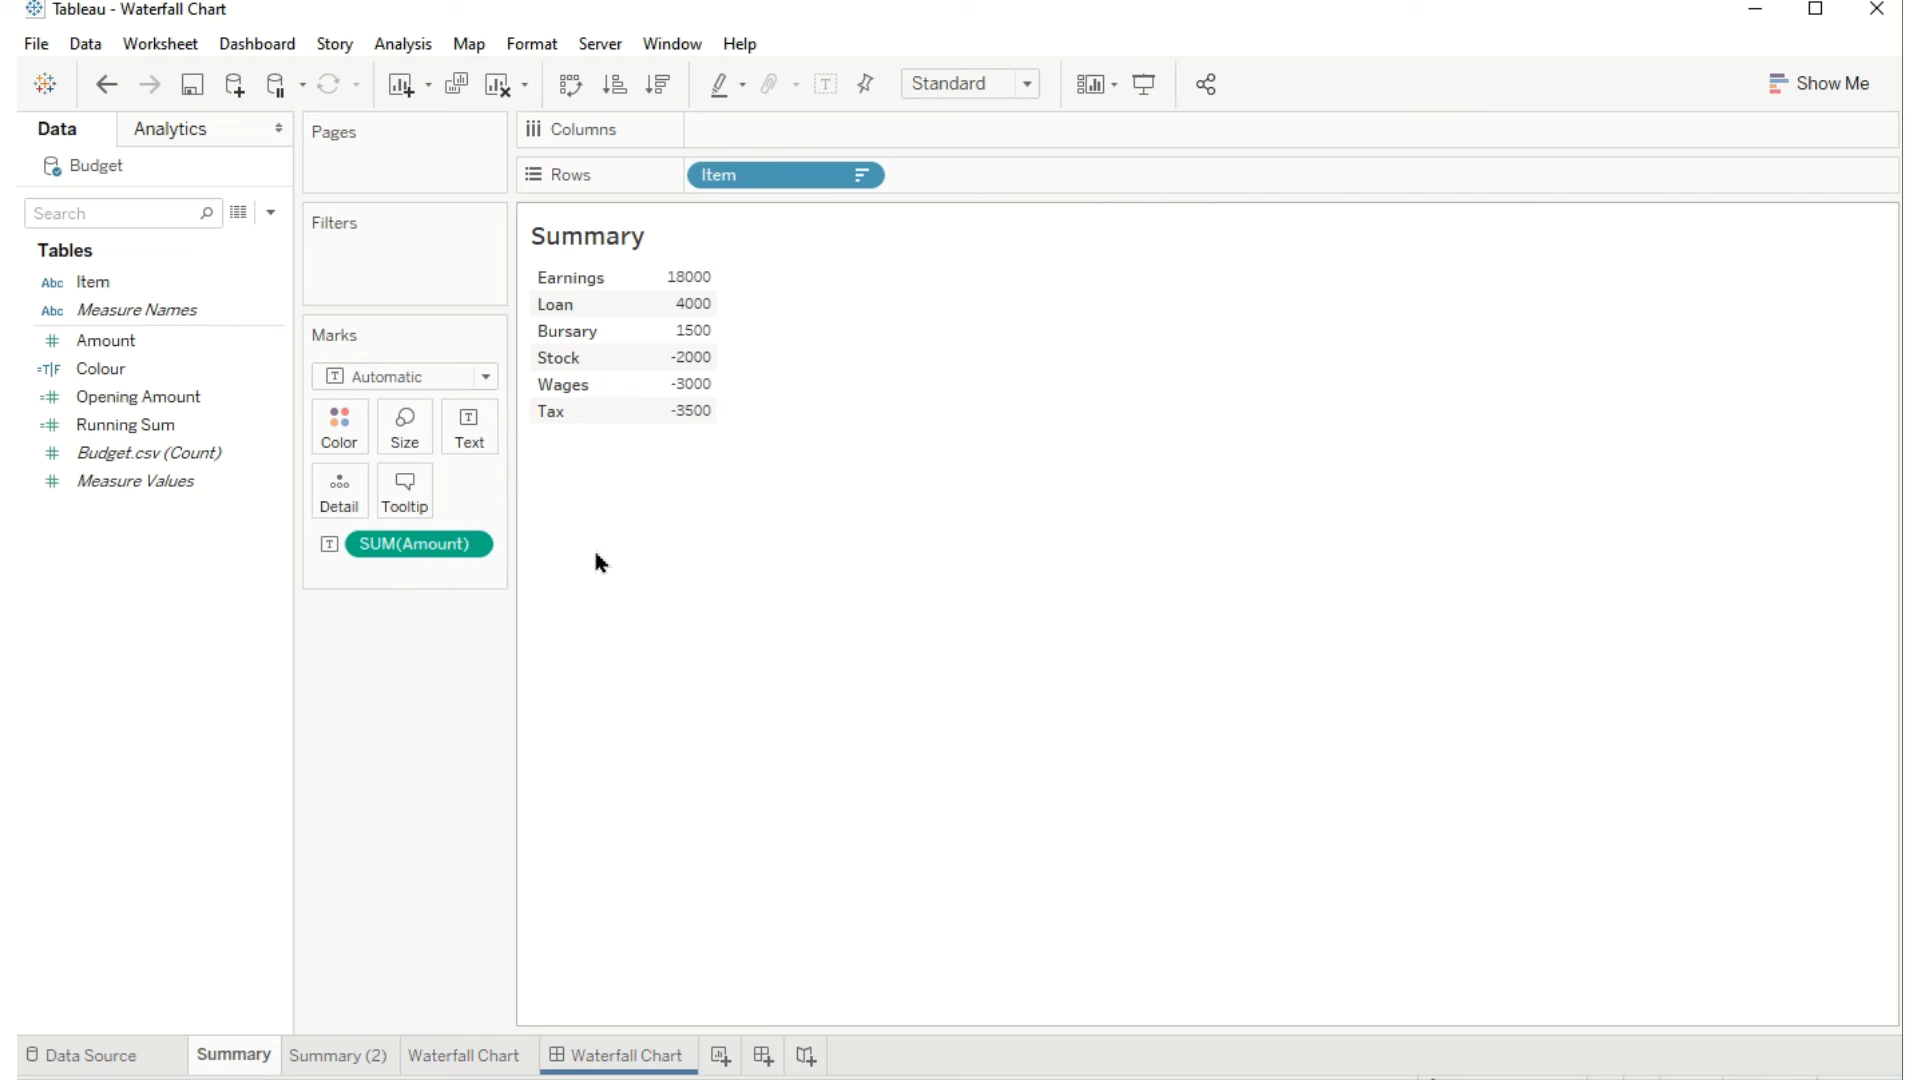 Tableau - Waterfall Chart
File Data Worksheet Dashboard Story Analysis Map Format Server Window Help
Standard
Show Me
Data Analytics
Budget
Search
Tables
Abc Item
Abc Measure Names
# Amount
=T|F Colour
=# Opening Amount
=# Running Sum
# Budget.csv (Count)
# Measure Values
Pages
Filters
Marks
T Automatic
Color Size T Text
Detail Tooltip
T SUM(Amount)
Columns
Rows Item
Summary
Earnings 18000
Loan 4000
Bursary 1500
Stock -2000
Wages -3000
Tax -3500
Data Source Summary Summary (2) Waterfall Chart Waterfall Chart